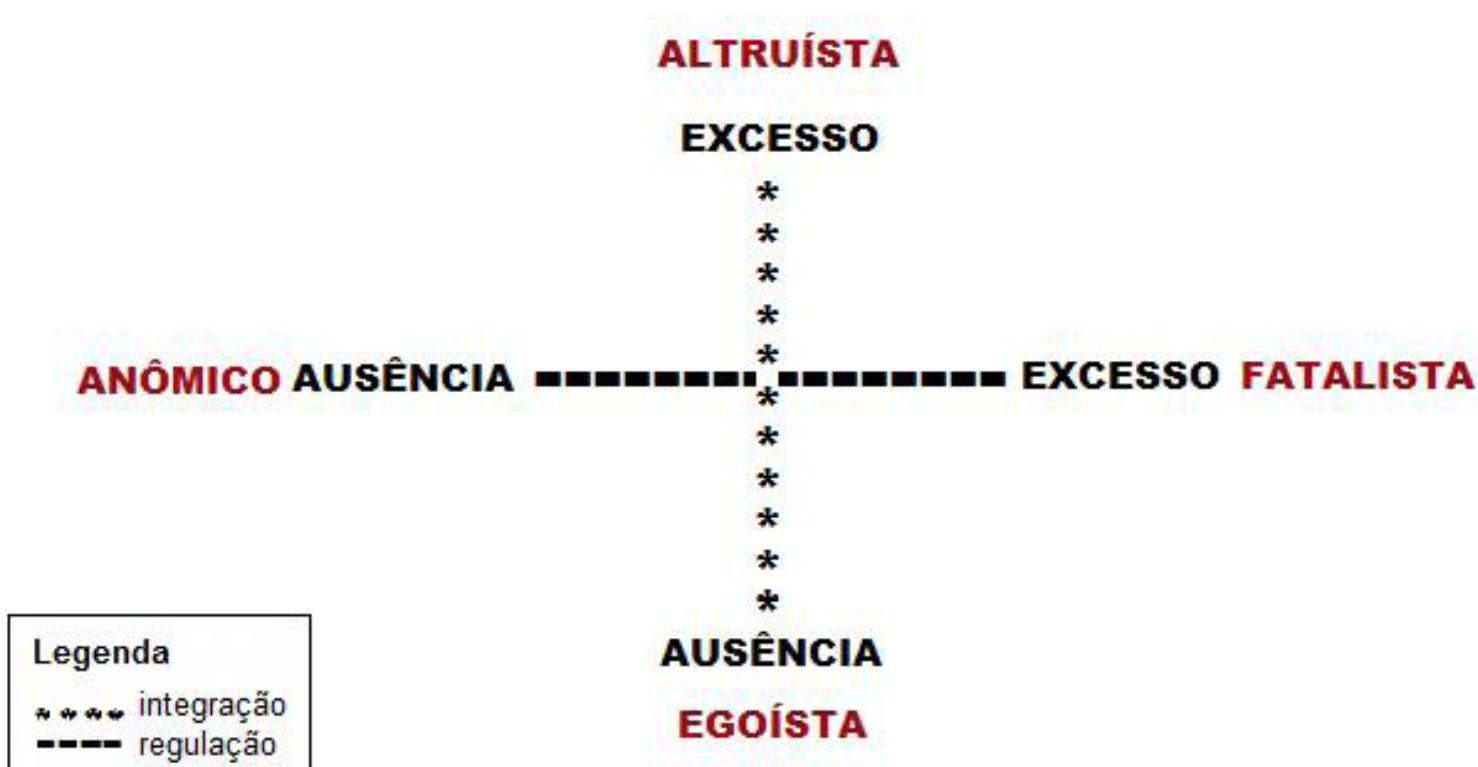 ALTRUÍSTA
EXCESSO
ANÔMICO AUSÊNCIA EXCESSO FATALISTA
AUSÊNCIA
EGOÍSTA
Legenda
integração
regulação